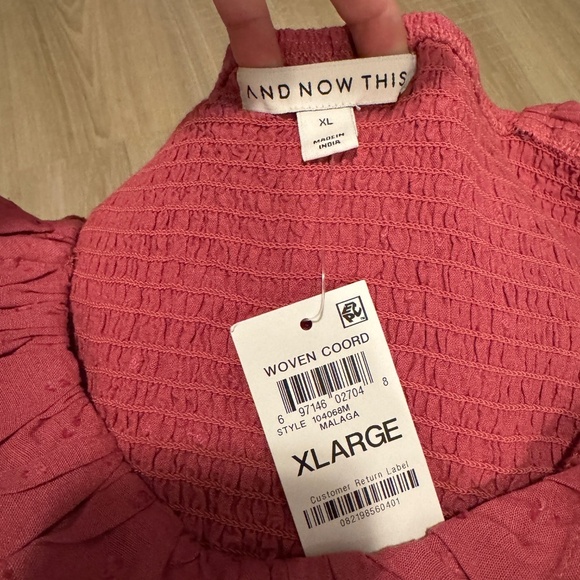 AND NOW THIS
XL
MADE IN
INDIA
WOVEN COORD
6 97146 02704 8
STYLE 104068M
MALAGA
XLARGE
Customer Return Label
082198560401